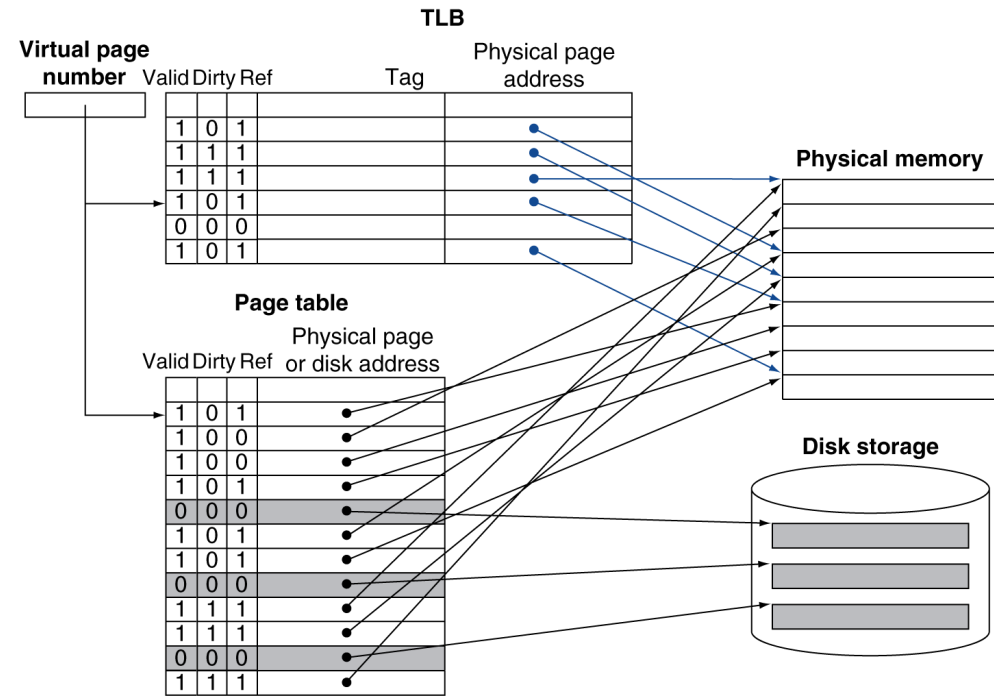 TLB
Virtual page
number
Valid Dirty Ref
Tag
Physical page
address
1 0 1
1 1 1
1 1 1
1 0 1
0 0 0
1 0 1
Physical memory
Page table
Physical page
or disk address
Valid Dirty Ref
1 0 1
1 0 0
1 0 0
1 0 1
0 0 0
1 0 1
1 0 1
0 0 0
1 1 1
1 1 1
0 0 0
1 1 1
Disk storage